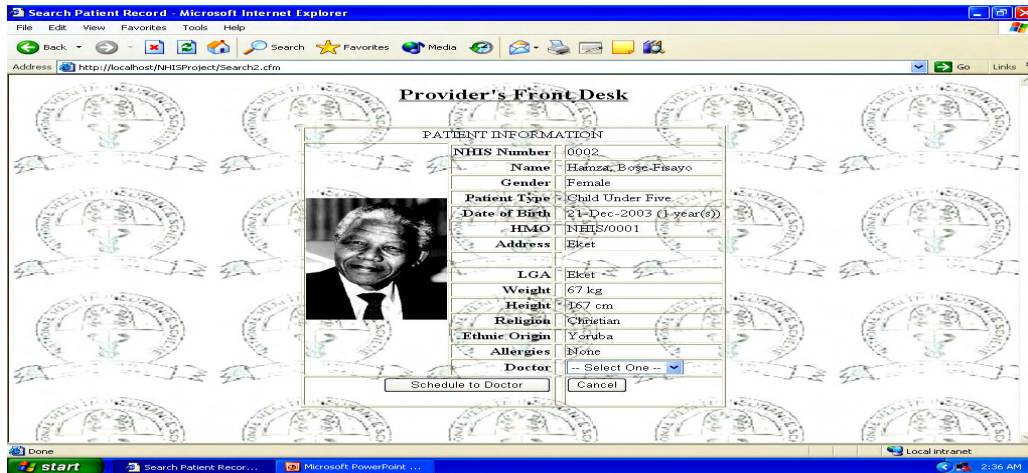 Search Patient Record - Microsoft Internet Explorer
File Edit View Favorites Tools Help
Back Search Favorites Media
Address http://localhost/NHISProject/Search2.cfm Go Links
Provider's Front Desk
PATIENT INFORMATION
NHIS Number 0002
Name Hamza, Bose-Fisayo
Gender Female
Patient Type Child Under Five
Date of Birth 21-Dec-2003 (1 year(s))
HMO NHIS/0001
Address Eket
LGA Eket
Weight 67 kg
Height 167 cm
Religion Christian
Ethnic Origin Yoruba
Allergies None
Doctor -- Select One --
Schedule to Doctor Cancel
Done Local intranet
start Search Patient Recor... Microsoft PowerPoint ... 2:36 AM